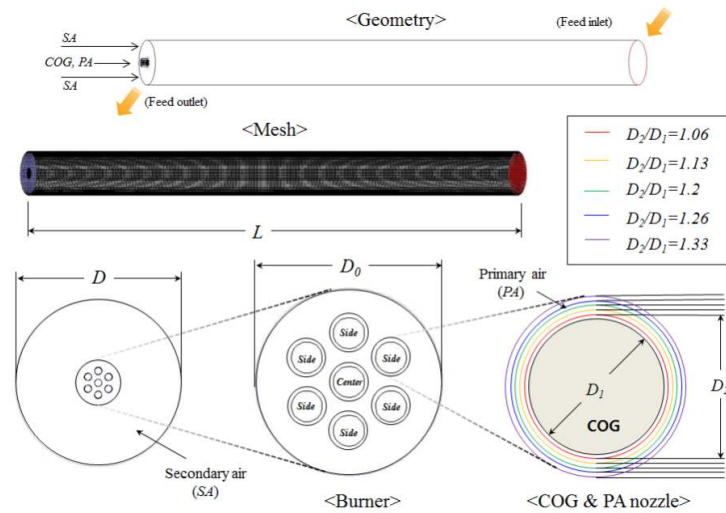 <Geometry>
(Feed inlet)
SA
COG, PA
SA
(Feed outlet)
<Mesh>
L
D2/D1=1.06
D2/D1=1.13
D2/D1=1.2
D2/D1=1.26
D2/D1=1.33
D
Secondary air
(SA)
D0
Side
Side
Side
Center
Side
Side
Side
<Burner>
Primary air
(PA)
D1
COG
D2
<COG & PA nozzle>